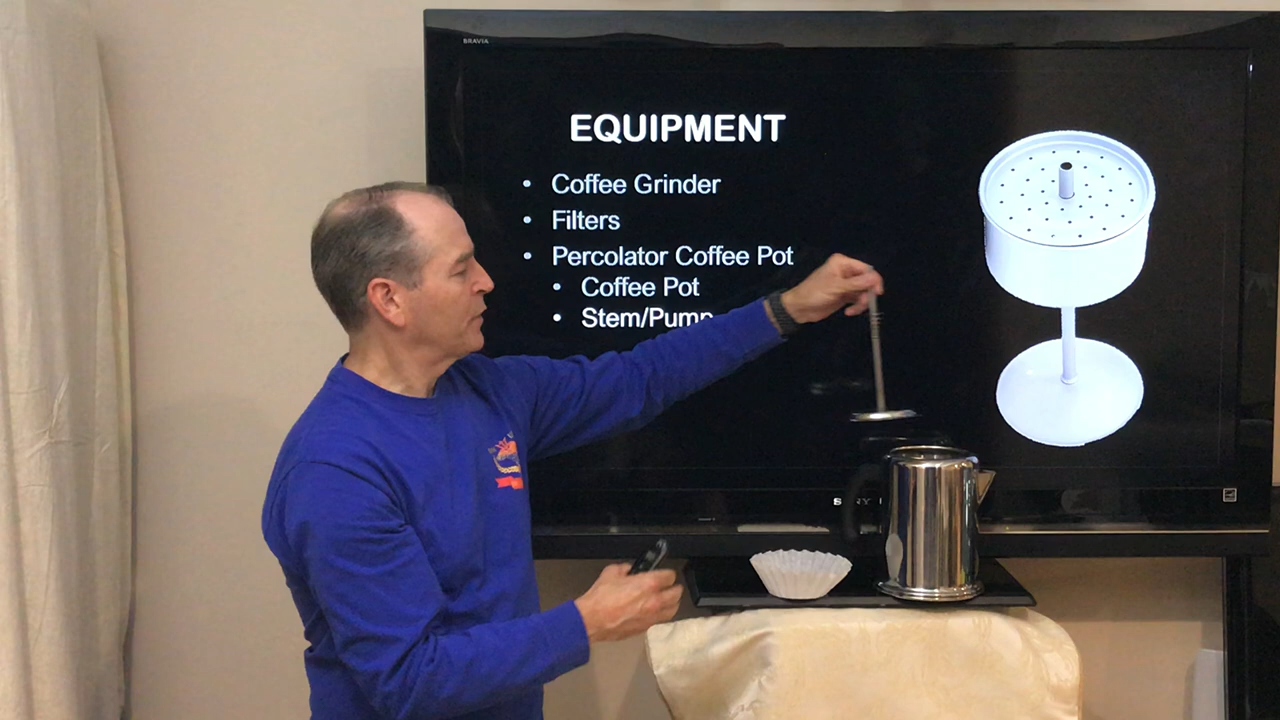 BRAVIA
EQUIPMENT
• Coffee Grinder
• Filters
• Percolator Coffee Pot
• Coffee Pot
• Stem/Pump